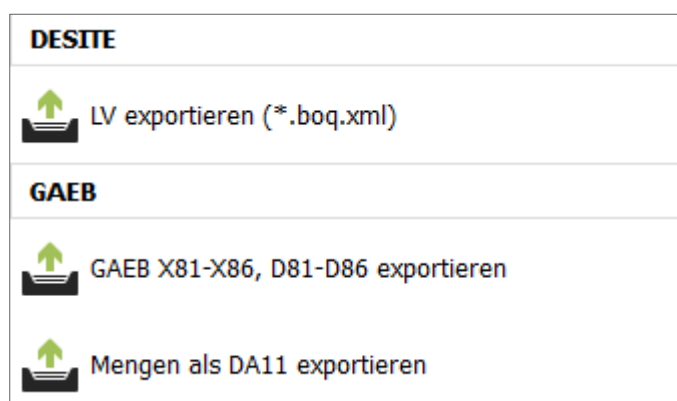 DESITE
LV exportieren (*.boq.xml)
GAEB
GAEB X81-X86, D81-D86 exportieren
Mengen als DA11 exportieren